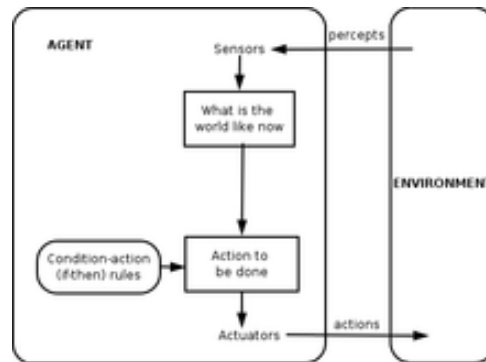 AGENT
Sensors
percepts
What is the
world like now
ENVIRONMENT
Condition-action
(if-then) rules
Action to
be done
Actuators
actions